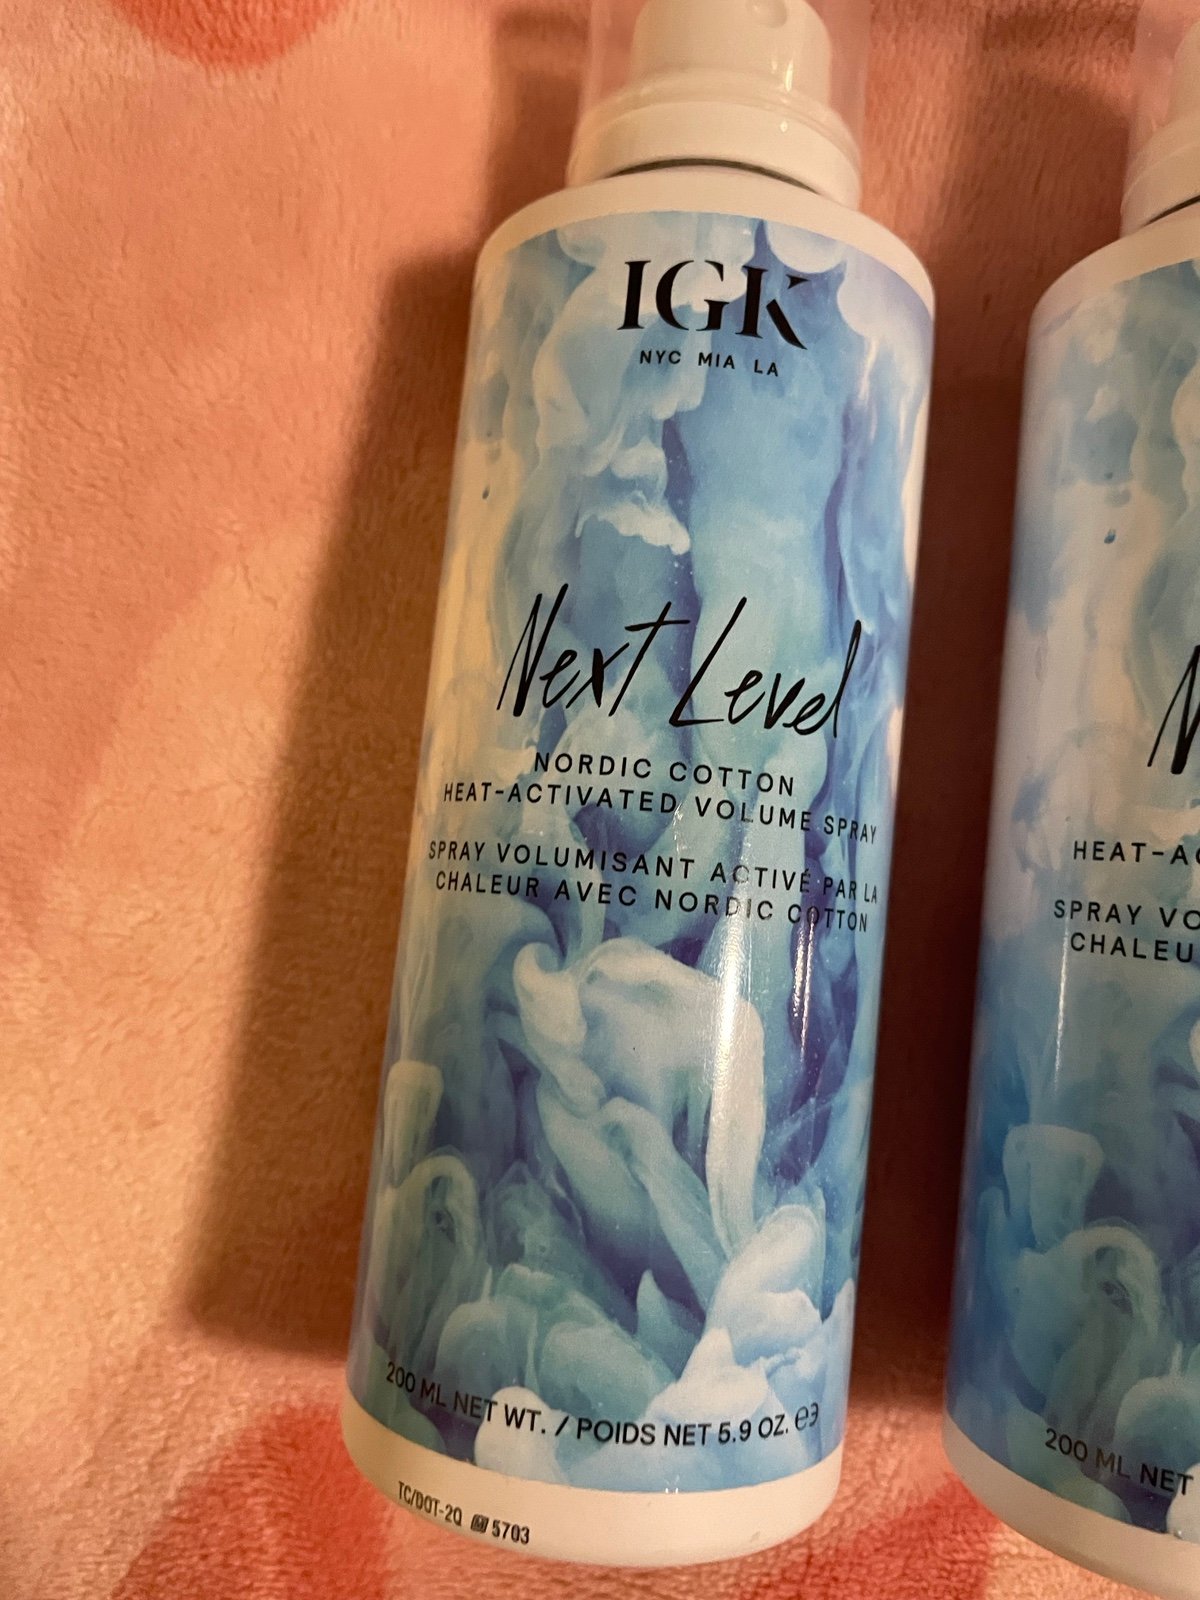 IGK
NYC MIA LA
Next Level
NORDIC COTTON
HEAT-ACTIVATED VOLUME SPRAY
SPRAY VOLUMISANT ACTIVÉ PAR LA
CHALEUR AVEC NORDIC COTTON
200 ML NET WT. / POIDS NET 5.9 OZ. e
TC/DOT-2Q M 5703
HEAT-AC
SPRAY VO
CHALEU
200 ML NET